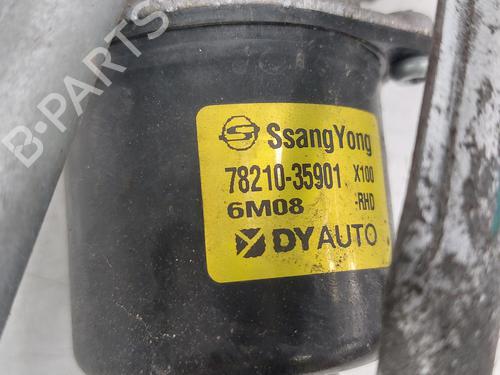 B-PARTS
SsangYong
78210-35901 X100
6M08 -RHD
DYAUTO